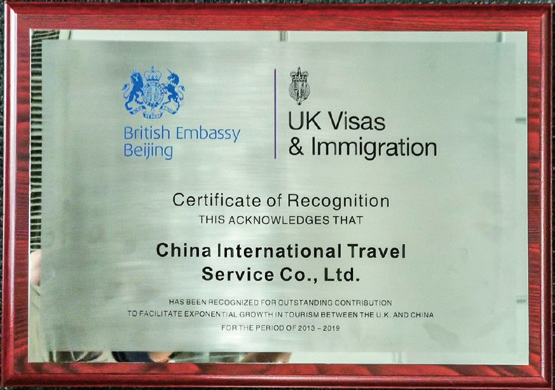 British Embassy
Beijing
UK Visas
& Immigration
Certificate of Recognition
THIS ACKNOWLEDGES THAT
China International Travel
Service Co., Ltd.
HAS BEEN RECOGNIZED FOR OUTSTANDING CONTRIBUTION
TO FACILITATE EXPONENTIAL GROWTH IN TOURISM BETWEEN THE U.K. AND CHINA
FOR THE PERIOD OF 2013 – 2019